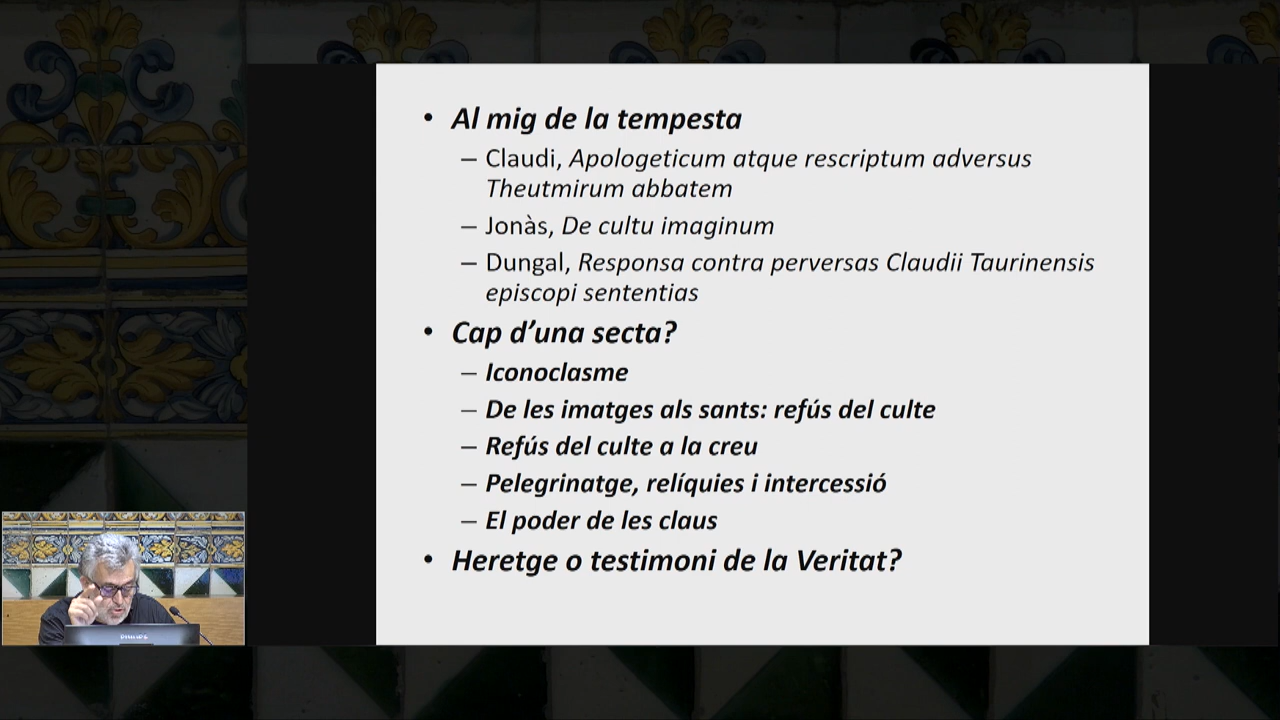 • Al mig de la tempesta
– Claudi, Apologeticum atque rescriptum adversus
Theutmirum abbatem
– Jonàs, De cultu imaginum
– Dungal, Responsa contra perversas Claudii Taurinensis
episcopi sententias
• Cap d’una secta?
– Iconoclasme
– De les imatges als sants: refús del culte
– Refús del culte a la creu
– Pelegrinatge, relíquies i intercessió
– El poder de les claus
• Heretge o testimoni de la Veritat?
PHILIPS